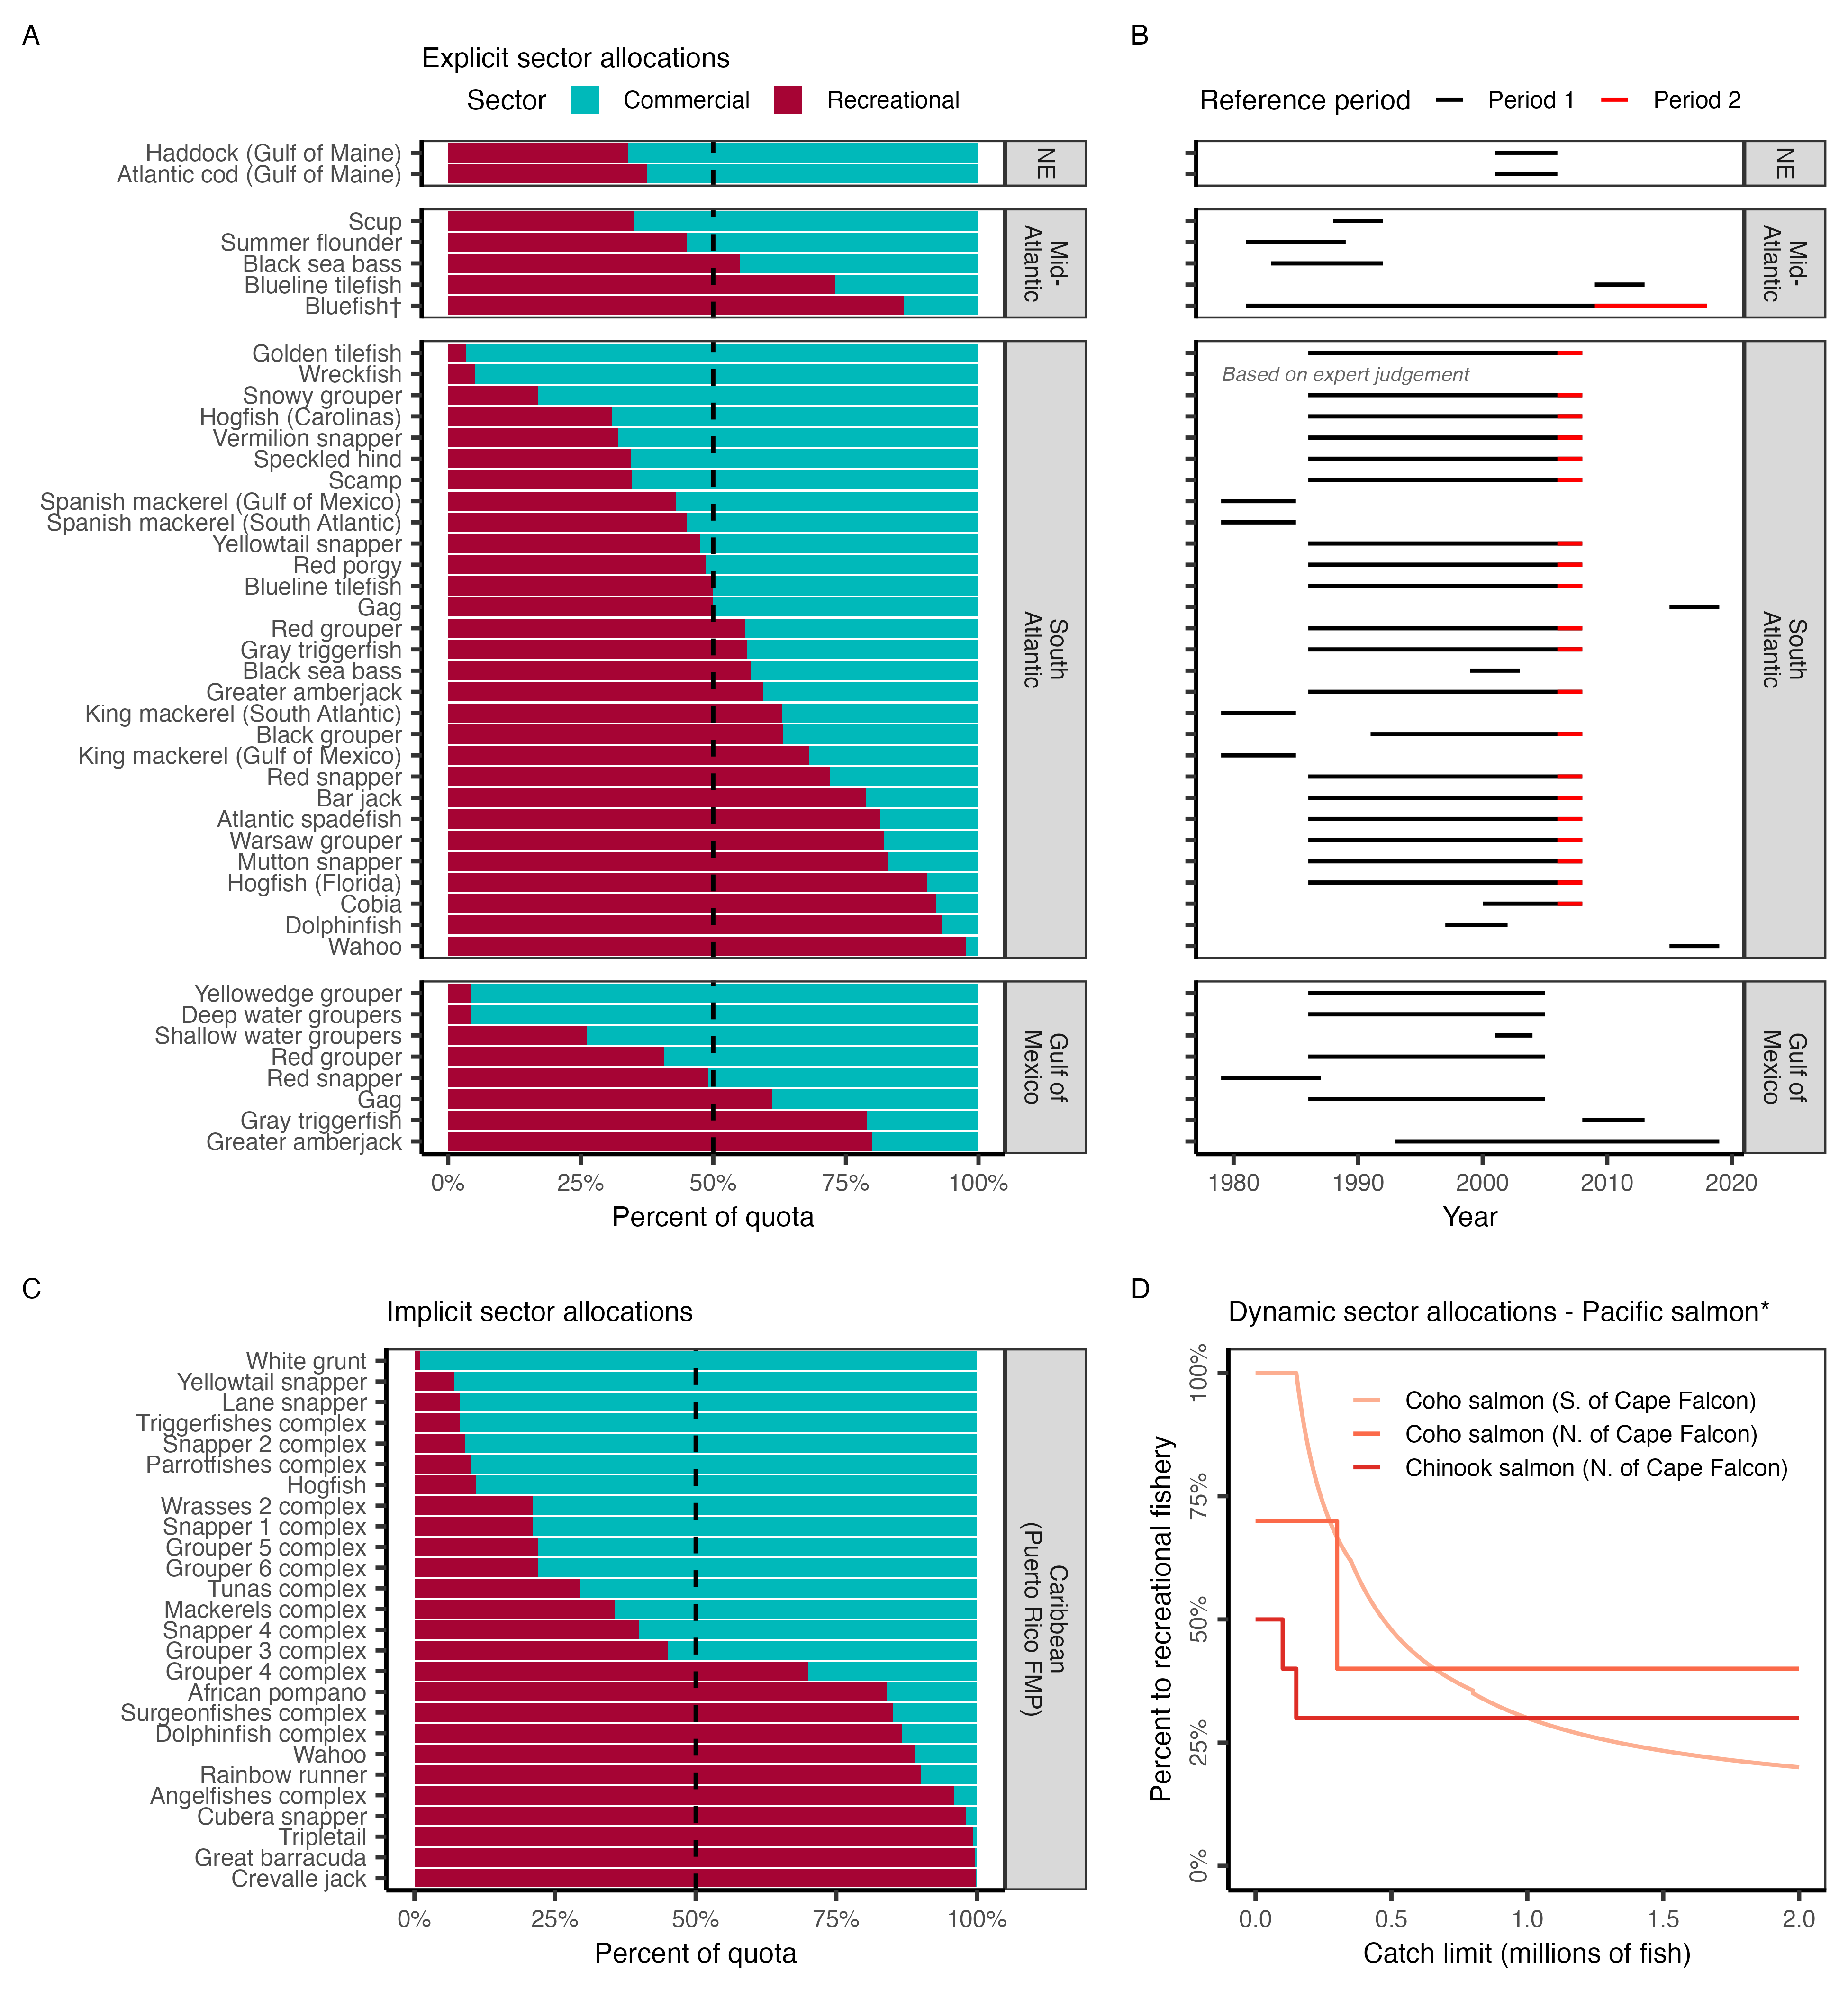 A
Explicit sector allocations
Sector Commercial Recreational
Haddock (Gulf of Maine)
Atlantic cod (Gulf of Maine)
NE
Scup
Summer flounder
Black sea bass
Blueline tilefish
Bluefish†
Mid-
Atlantic
Golden tilefish
Wreckfish
Snowy grouper
Hogfish (Carolinas)
Vermilion snapper
Speckled hind
Scamp
Spanish mackerel (Gulf of Mexico)
Spanish mackerel (South Atlantic)
Yellowtail snapper
Red porgy
Blueline tilefish
Gag
Red grouper
Gray triggerfish
Black sea bass
Greater amberjack
King mackerel (South Atlantic)
Black grouper
King mackerel (Gulf of Mexico)
Red snapper
Bar jack
Atlantic spadefish
Warsaw grouper
Mutton snapper
Hogfish (Florida)
Cobia
Dolphinfish
Wahoo
South
Atlantic
Yellowedge grouper
Deep water groupers
Shallow water groupers
Red grouper
Red snapper
Gag
Gray triggerfish
Greater amberjack
Gulf of
Mexico
0% 25% 50% 75% 100%
Percent of quota
B
Reference period Period 1 Period 2
NE
Mid-
Atlantic
Based on expert judgement
South
Atlantic
Gulf of
Mexico
1980 1990 2000 2010 2020
Year
C
Implicit sector allocations
White grunt
Yellowtail snapper
Lane snapper
Triggerfishes complex
Snapper 2 complex
Parrotfishes complex
Hogfish
Wrasses 2 complex
Snapper 1 complex
Grouper 5 complex
Grouper 6 complex
Tunas complex
Mackerels complex
Snapper 4 complex
Grouper 3 complex
Grouper 4 complex
African pompano
Surgeonfishes complex
Dolphinfish complex
Wahoo
Rainbow runner
Angelfishes complex
Cubera snapper
Tripletail
Great barracuda
Crevalle jack
Caribbean
(Puerto Rico FMP)
0% 25% 50% 75% 100%
Percent of quota
D
Dynamic sector allocations - Pacific salmon*
Coho salmon (S. of Cape Falcon)
Coho salmon (N. of Cape Falcon)
Chinook salmon (N. of Cape Falcon)
Percent to recreational fishery
100%
75%
50%
25%
0%
0.0 0.5 1.0 1.5 2.0
Catch limit (millions of fish)